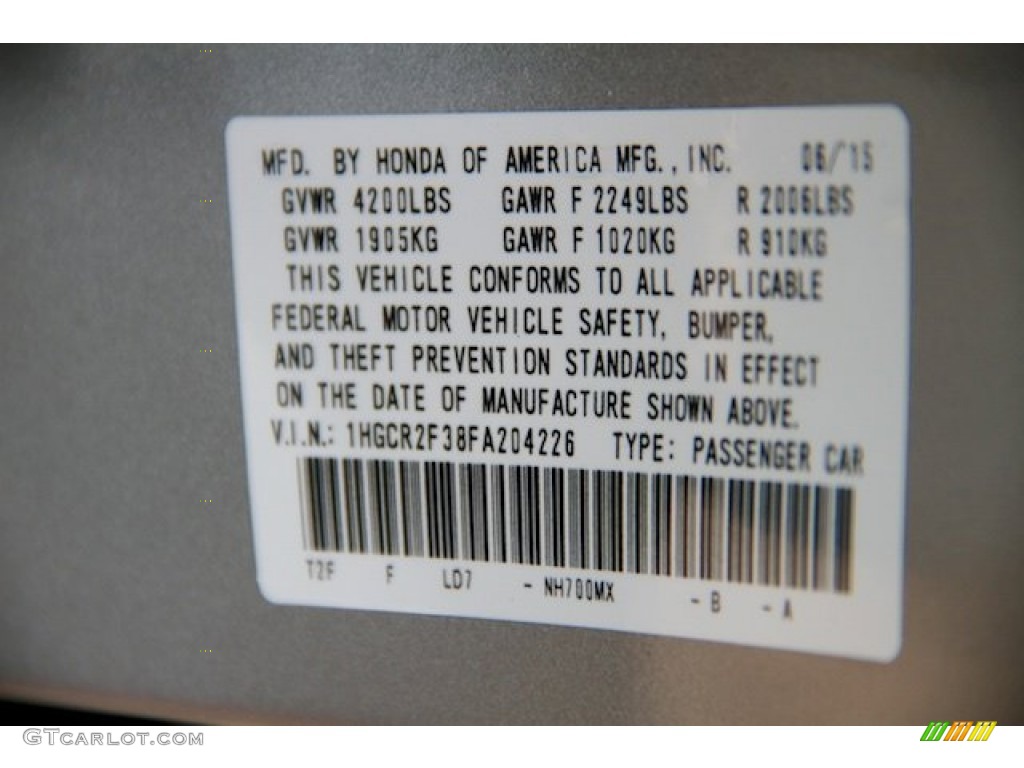 MFD. BY HONDA OF AMERICA MFG., INC. 06/15
GVWR 4200LBS GAWR F 2249LBS R 2006LBS
GVWR 1905KG GAWR F 1020KG R 910KG
THIS VEHICLE CONFORMS TO ALL APPLICABLE
FEDERAL MOTOR VEHICLE SAFETY, BUMPER,
AND THEFT PREVENTION STANDARDS IN EFFECT
ON THE DATE OF MANUFACTURE SHOWN ABOVE.
V.I.N.: 1HGCR2F38FA204226 TYPE: PASSENGER CAR
T2F F LD7 - NH700MX - B - A
GTCARLOT.COM